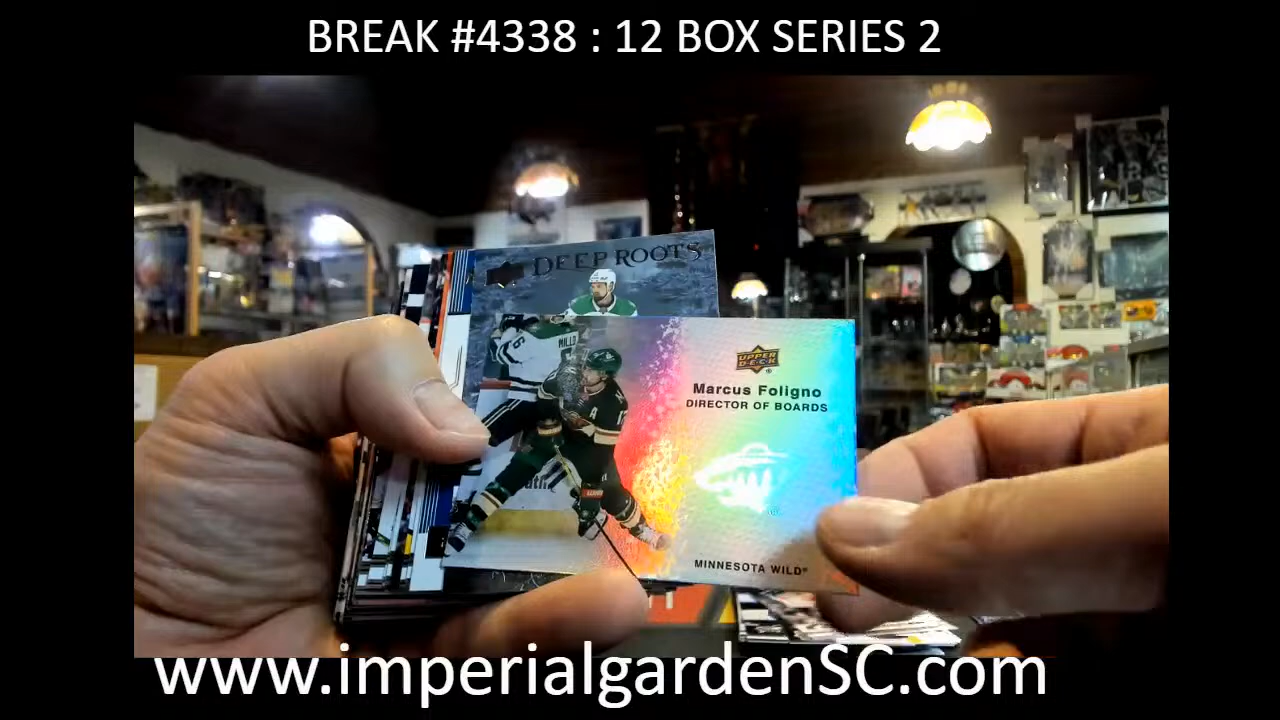 BREAK #4338 : 12 BOX SERIES 2
DEEP ROOTS
UPPER
DECK
Marcus Foligno
DIRECTOR OF BOARDS
MINNESOTA WILD
www.imperialgardenSC.com